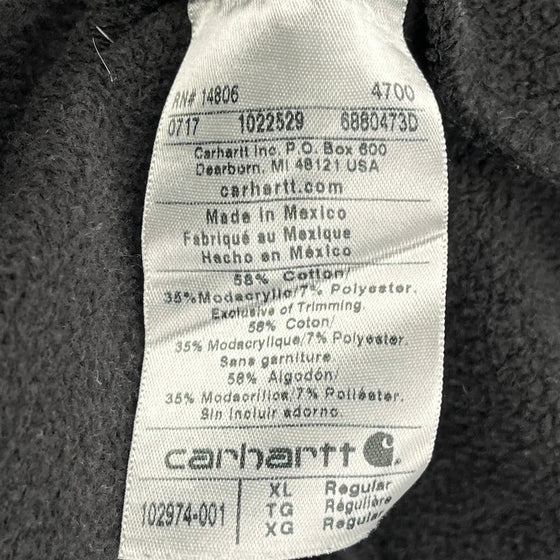 RN# 14806 4700
0717 1022529 6880473D
Carhartt Inc. P.O. Box 600
Dearborn, MI 48121 USA
carhartt.com
Made in Mexico
Fabriqué au Mexique
Hecho en México
58% Cotton/
35% Modacrylic/7% Polyester.
Exclusive of Trimming.
58% Coton/
35% Modacrylique/7% Polyester.
Sans garniture.
58% Algodón/
35% Modacrilico/7% Poliéster.
Sin incluir adorno.
carhartt
102974-001 XL Regular
TG Régulière
XG Regular